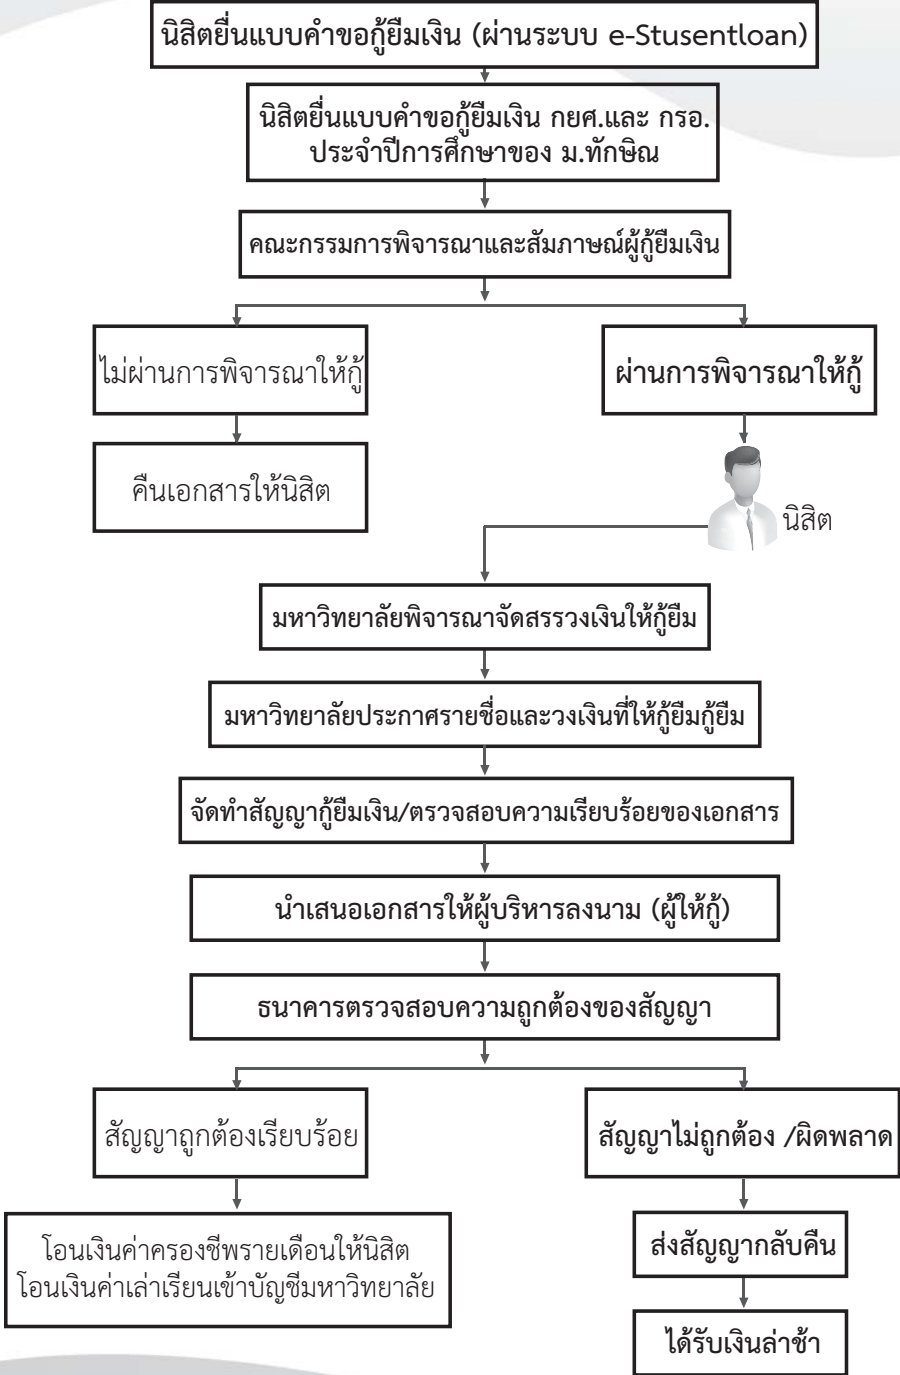 นิสิตยื่นแบบคำขอกู้ยืมเงิน (ผ่านระบบ e-Stusentloan)
นิสิตยื่นแบบคำขอกู้ยืมเงิน กยศ.และ กรอ.
ประจำปีการศึกษาของ ม.ทักษิณ
คณะกรรมการพิจารณาและสัมภาษณ์ผู้กู้ยืมเงิน
ไม่ผ่านการพิจารณาให้กู้
ผ่านการพิจารณาให้กู้
คืนเอกสารให้นิสิต
นิสิต
มหาวิทยาลัยพิจารณาจัดสรรวงเงินให้กู้ยืม
มหาวิทยาลัยประกาศรายชื่อและวงเงินที่ให้กู้ยืมกู้ยืม
จัดทำสัญญากู้ยืมเงิน/ตรวจสอบความเรียบร้อยของเอกสาร
นำเสนอเอกสารให้ผู้บริหารลงนาม (ผู้ให้กู้)
ธนาคารตรวจสอบความถูกต้องของสัญญา
สัญญาถูกต้องเรียบร้อย
สัญญาไม่ถูกต้อง /ผิดพลาด
โอนเงินค่าครองชีพรายเดือนให้นิสิต
โอนเงินค่าเล่าเรียนเข้าบัญชีมหาวิทยาลัย
ส่งสัญญากลับคืน
ได้รับเงินล่าช้า